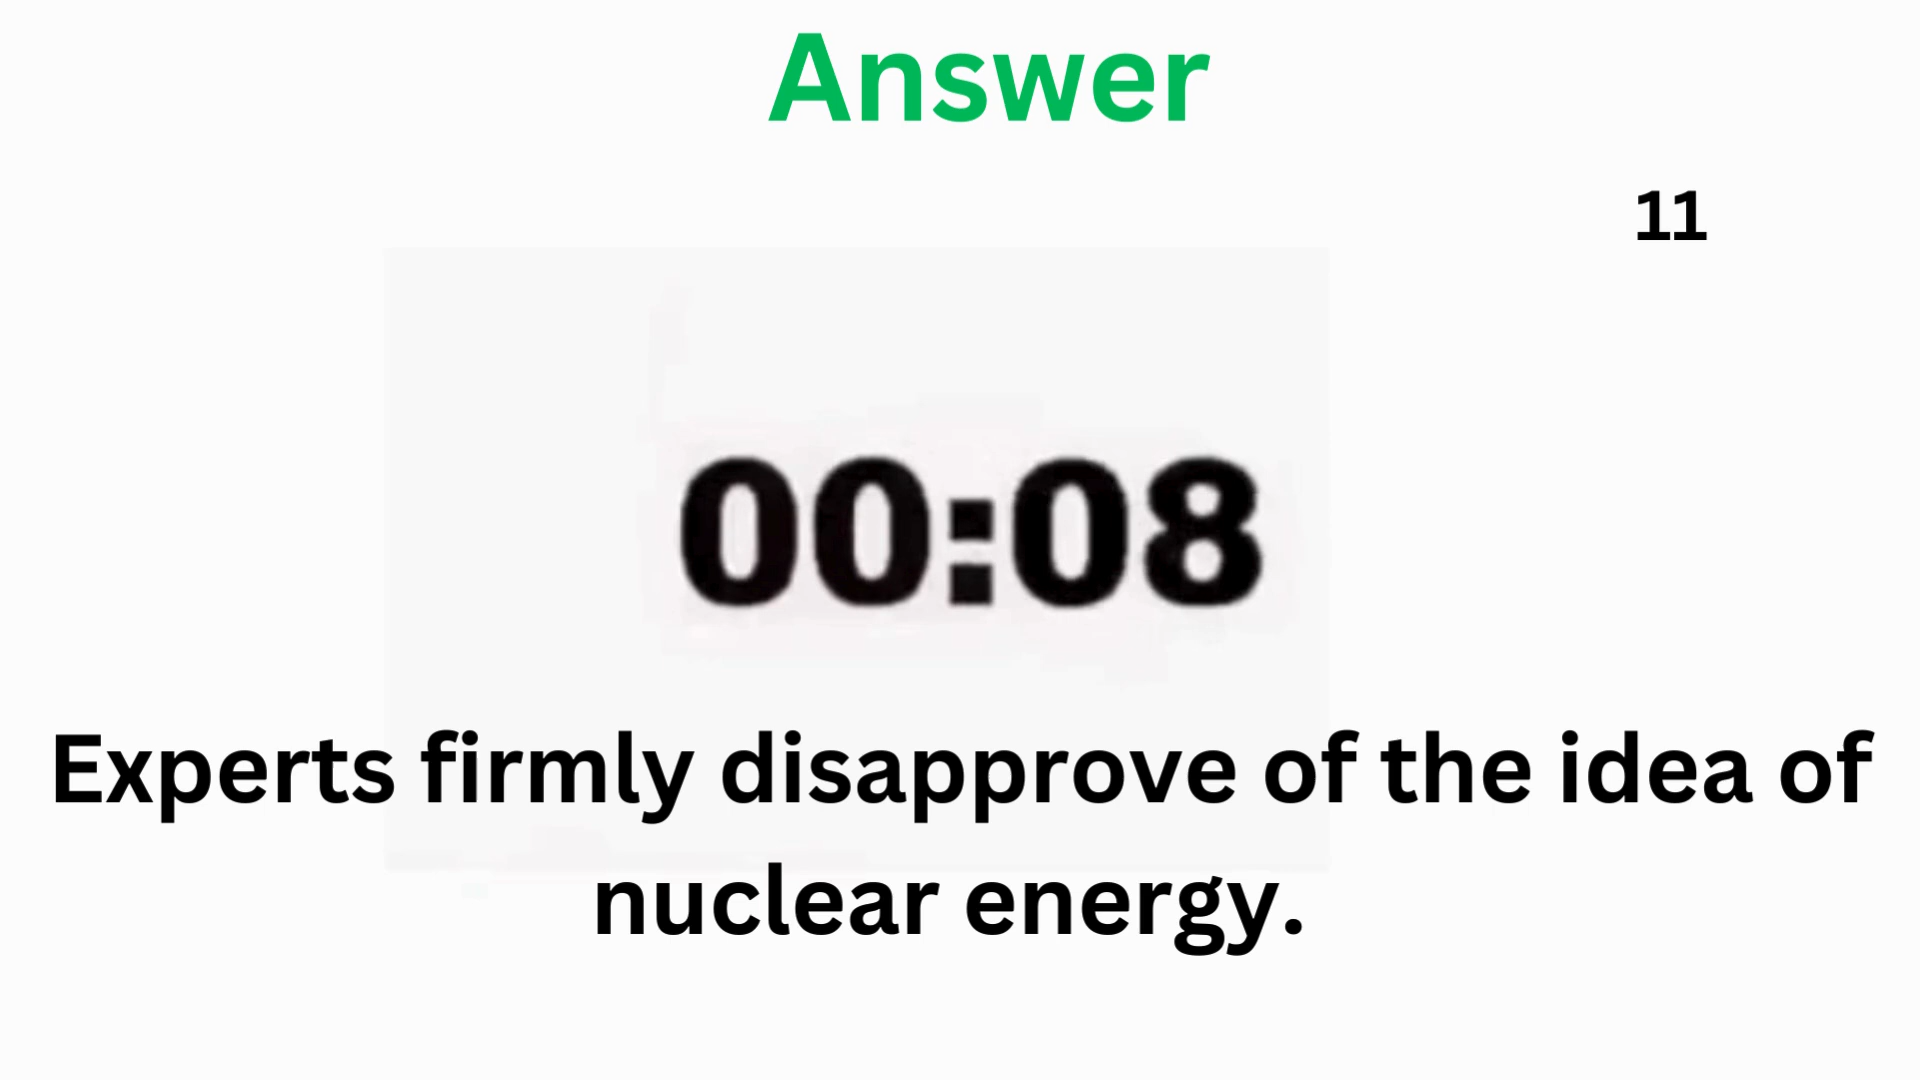 Answer
11
00:08
Experts firmly disapprove of the idea of
nuclear energy.